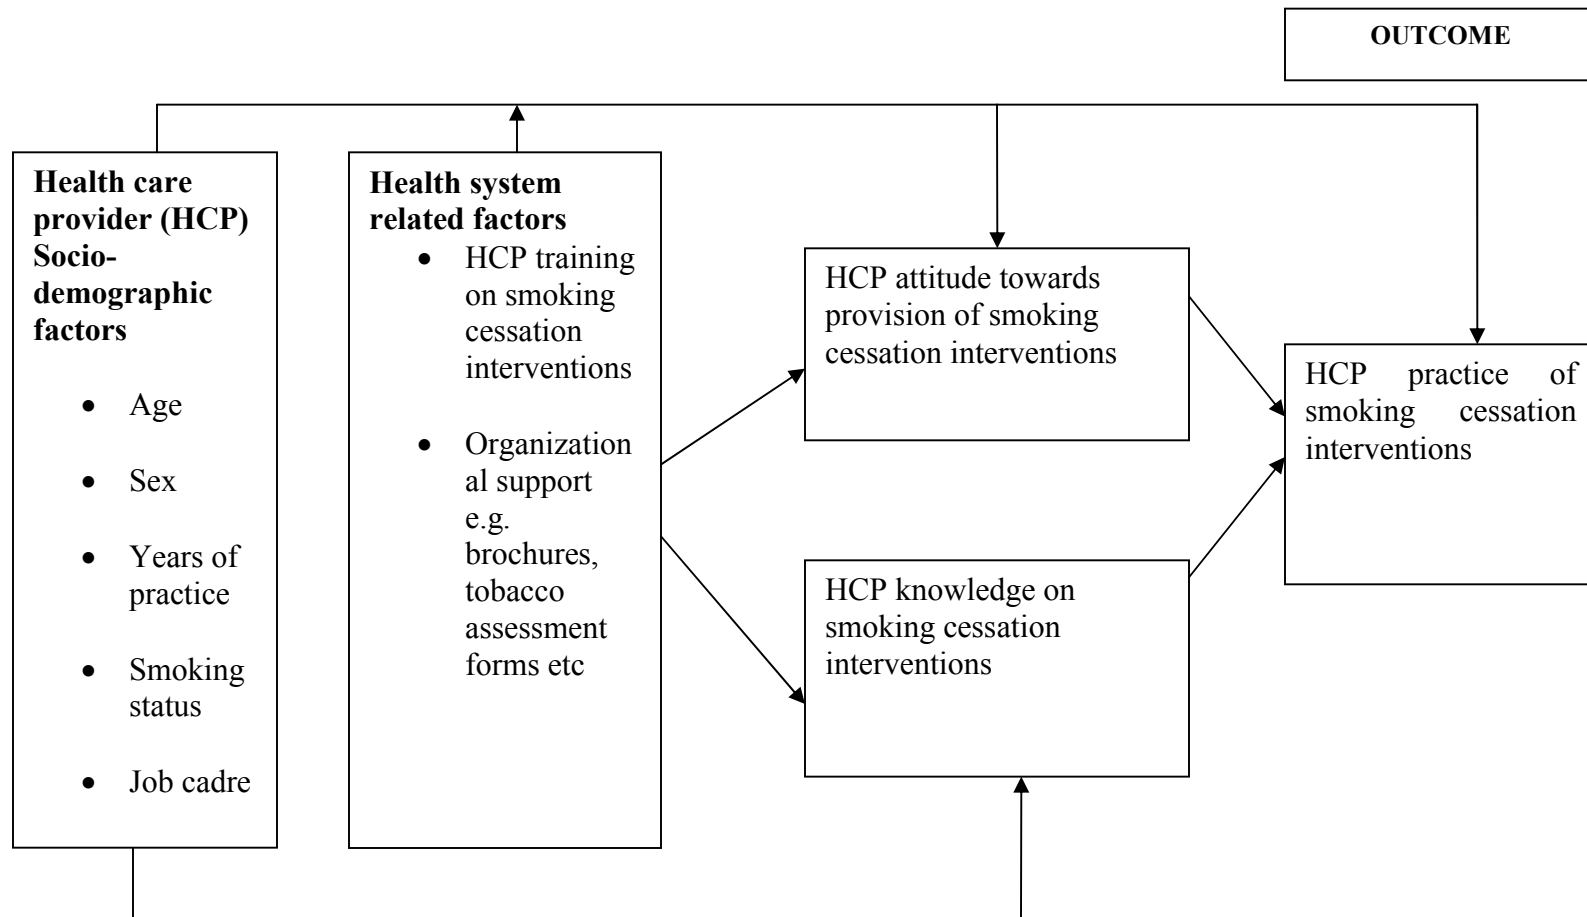 OUTCOME
Health care
provider (HCP)
Socio-
demographic
factors
• Age
• Sex
• Years of
practice
• Smoking
status
• Job cadre
Health system
related factors
• HCP training
on smoking
cessation
interventions
• Organization
al support
e.g.
brochures,
tobacco
assessment
forms etc
HCP attitude towards
provision of smoking
cessation interventions
HCP knowledge on
smoking cessation
interventions
HCP practice of
smoking cessation
interventions